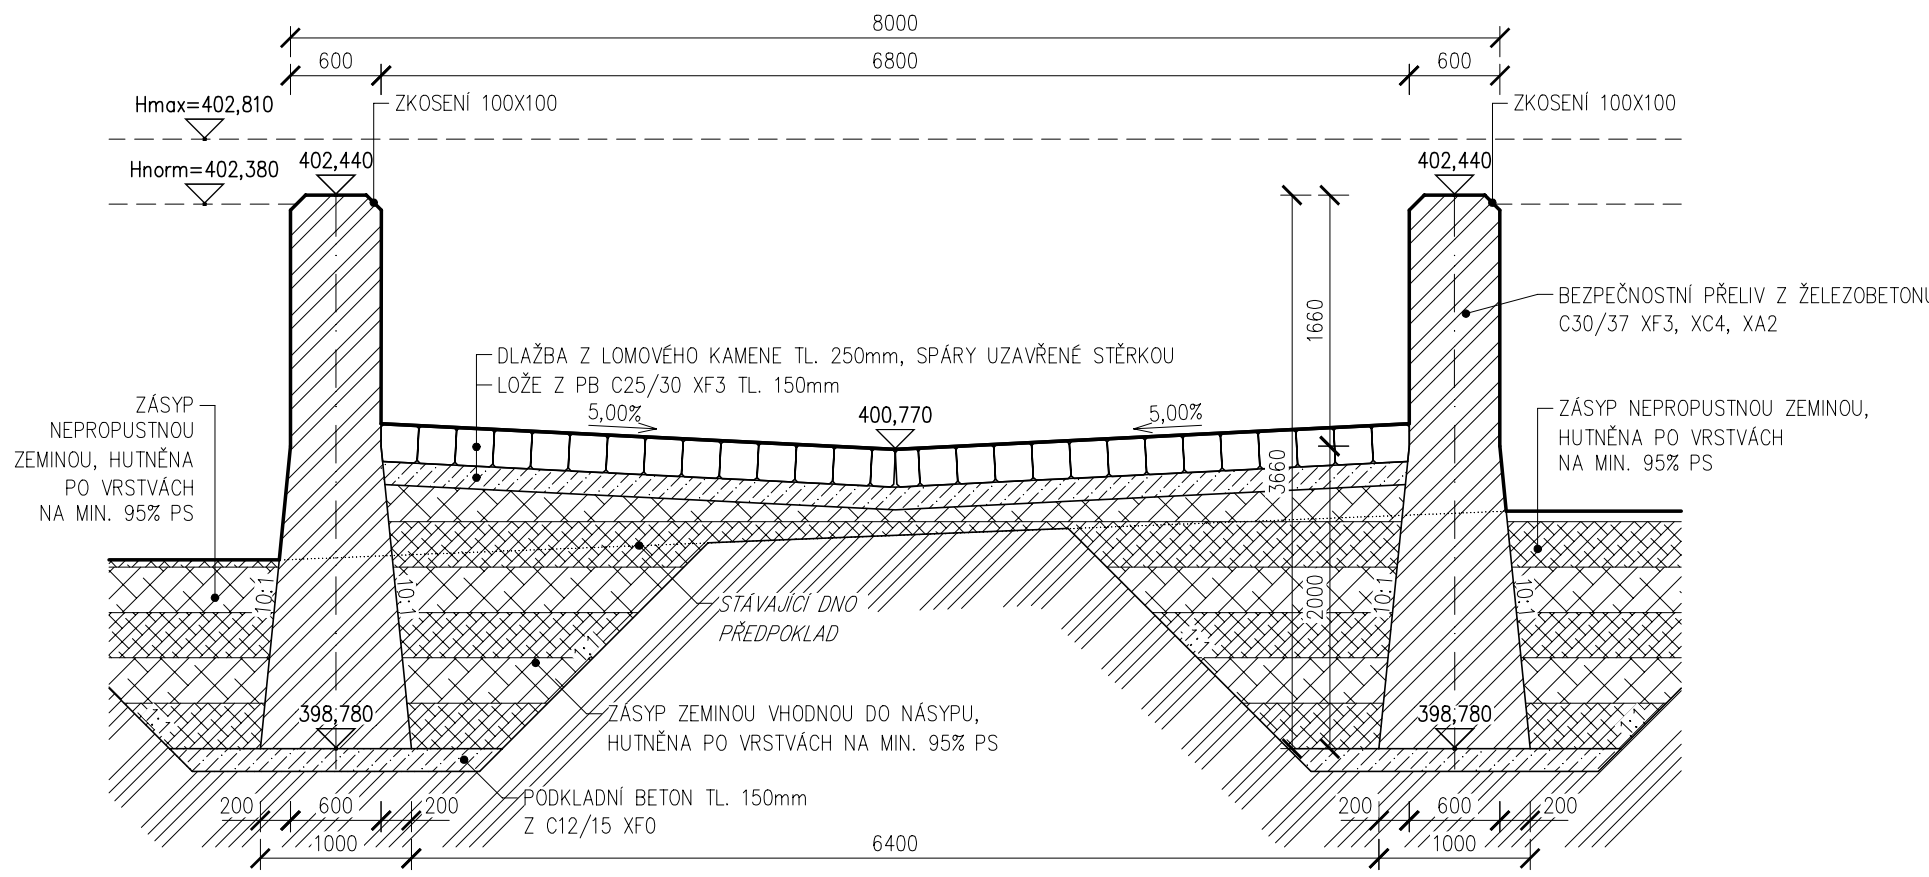 8000
600
6800
600
Hmax=402,810
ZKOSENÍ 100X100
ZKOSENÍ 100X100
Hnorm=402,380
402,440
402,440
BEZPEČNOSTNÍ PŘELIV Z ŽELEZOBETONU
C30/37 XF3, XC4, XA2
1660
DLAŽBA Z LOMOVÉHO KAMENE TL. 250mm, SPÁRY UZAVŘENÉ STĚRKOU
LOŽE Z PB C25/30 XF3 TL. 150mm
5,00%
400,770
5,00%
ZÁSYP
NEPROPUSTNOU
ZEMINOU, HUTNĚNA
PO VRSTVÁCH
NA MIN. 95% PS
ZÁSYP NEPROPUSTNOU ZEMINOU,
HUTNĚNA PO VRSTVÁCH
NA MIN. 95% PS
3660
2000
10:1
10:1
10:1
10:1
STÁVAJÍCÍ DNO
PŘEDPOKLAD
1:1
1:1
1:1
1:1
398,780
398,780
ZÁSYP ZEMINOU VHODNOU DO NÁSYPU,
HUTNĚNA PO VRSTVÁCH NA MIN. 95% PS
PODKLADNÍ BETON TL. 150mm
Z C12/15 XF0
200
600
200
200
600
200
1000
6400
1000